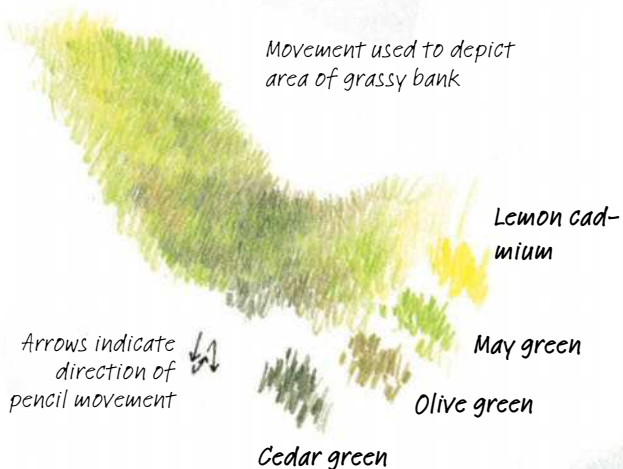 Movement used to depict
area of grassy bank
Lemon cad-
mium
May green
Arrows indicate
direction of
pencil movement
Olive green
Cedar green